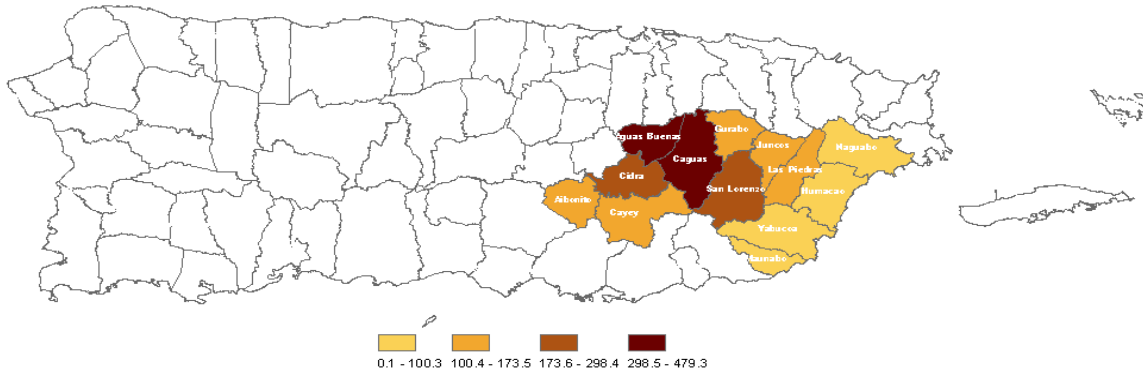 Gurabo
Aguas Buenas
Juncos
Naguabo
Caguas
Las Piedras
Cidra
San Lorenzo
Humacao
Aibonito
Cayey
Yabucoa
Maunabo
0.1 - 100.3
100.4 - 173.5
173.6 - 298.4
298.5 - 479.3